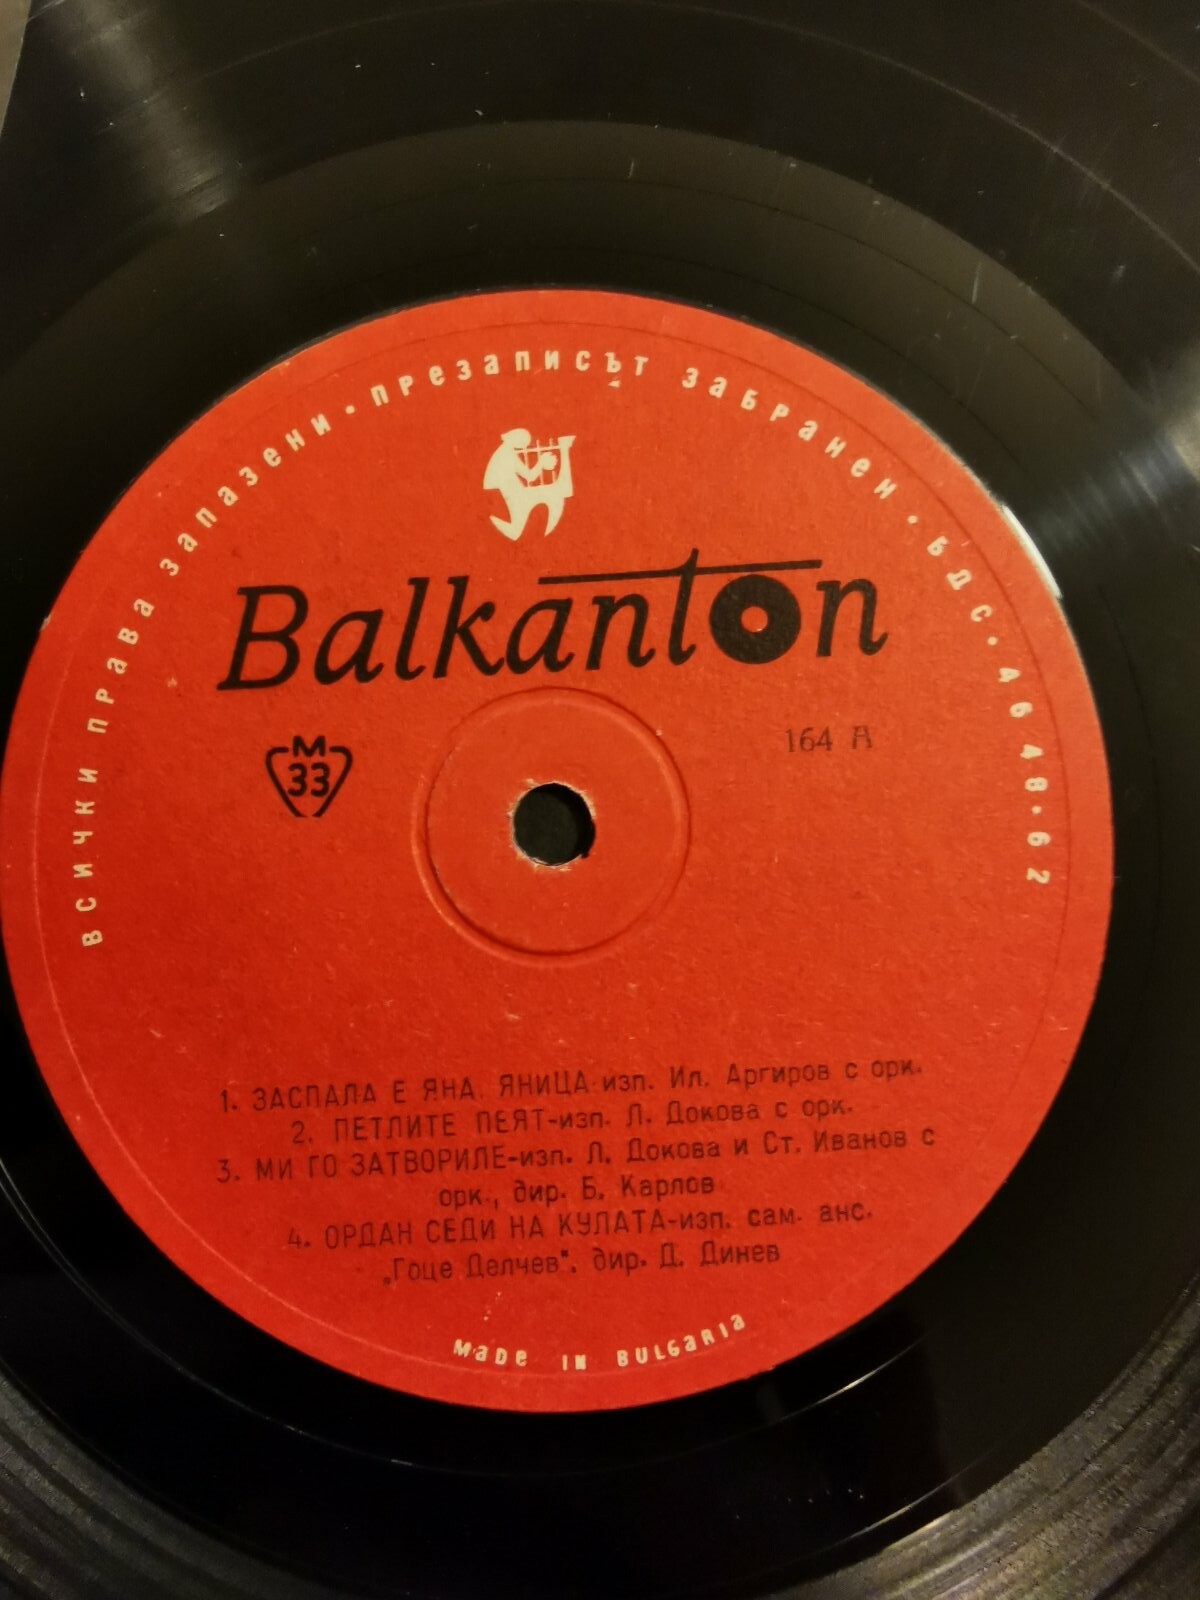 ВСИЧКИ ПРАВА ЗАПАЗЕНИ • ПРЕЗАПИСЪТ ЗАБРАНЕН • БДС • 46 48 • 62
Balkanton
М
33
164 А
1. ЗАСПАЛА Е ЯНА, ЯНИЦА-изп. Ил. Аргиров с орк.
2. ПЕТЛИТЕ ПЕЯТ-изп. Л. Докова с орк.
3. МИ ГО ЗАТВОРИЛЕ-изп. Л. Докова и Ст. Иванов с
орк., дир. Б. Карлов
4. ОРДАН СЕДИ НА КУЛАТА-изп. сам. анс.
„Гоце Делчев", дир. Д. Динев
MADE IN BULGARIA